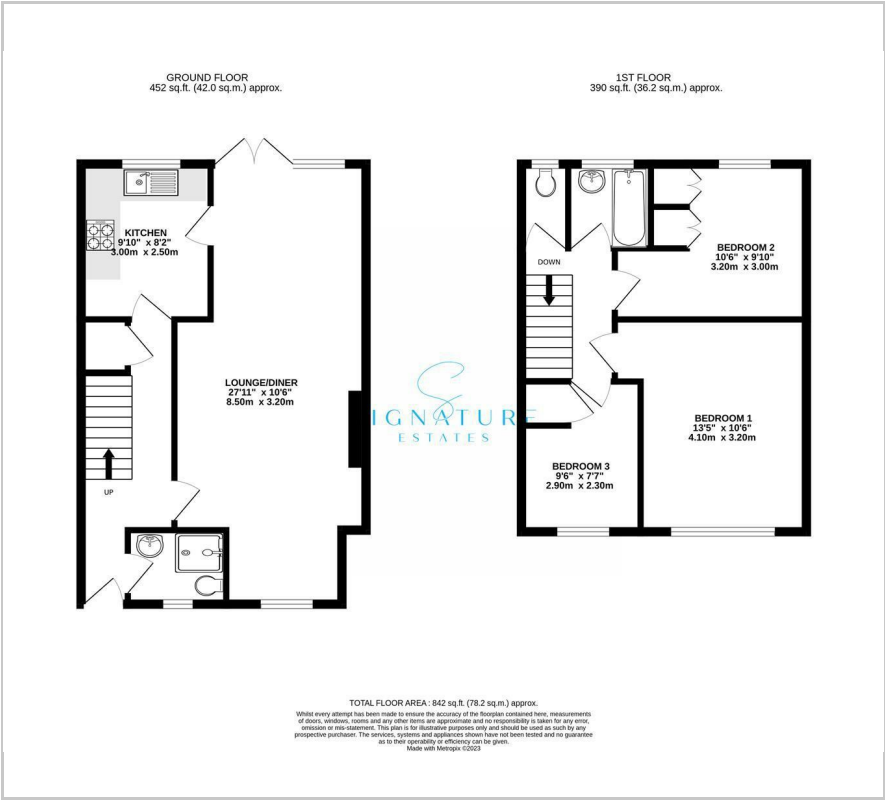 GROUND FLOOR
452 sq.ft. (42.0 sq.m.) approx.
1ST FLOOR
390 sq.ft. (36.2 sq.m.) approx.
KITCHEN
9'10" x 8'2"
3.00m x 2.50m
DOWN
BEDROOM 2
10'6" x 9'10"
3.20m x 3.00m
LOUNGE/DINER
27'11" x 10'6"
8.50m x 3.20m
SIGNATURE
ESTATES
BEDROOM 1
13'5" x 10'6"
4.10m x 3.20m
BEDROOM 3
9'6" x 7'7"
2.90m x 2.30m
UP
TOTAL FLOOR AREA : 842 sq.ft. (78.2 sq.m.) approx.
Whilst every attempt has been made to ensure the accuracy of the floorplan contained here, measurements
of doors, windows, rooms and any other items are approximate and no responsibility is taken for any error,
omission or mis-statement. This plan is for illustrative purposes only and should be used as such by any
prospective purchaser. The services, systems and appliances shown have not been tested and no guarantee
as to their operability or efficiency can be given.
Made with Metropix ©2023